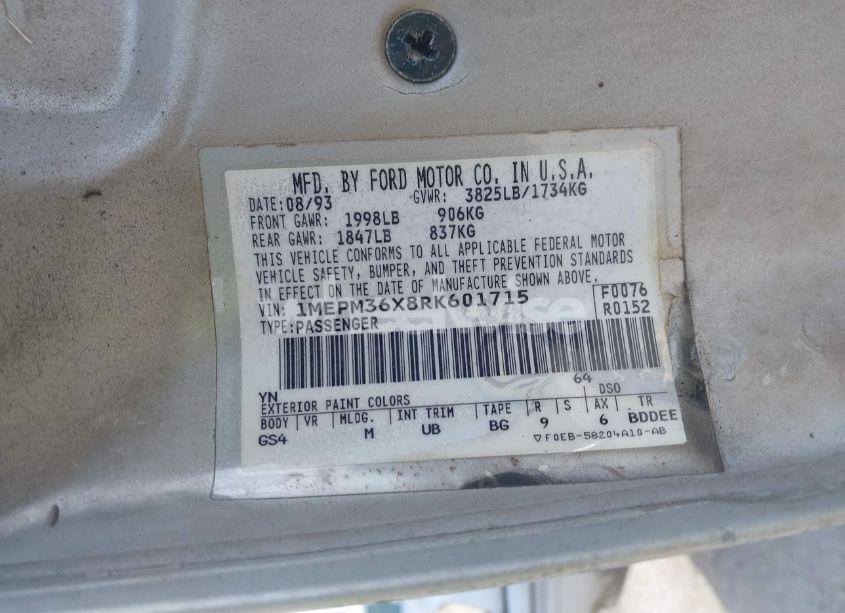 MFD. BY FORD MOTOR CO. IN U.S.A.
DATE:08/93 GVWR: 3825LB/1734KG
FRONT GAWR: 1998LB 906KG
REAR GAWR: 1847LB 837KG
THIS VEHICLE CONFORMS TO ALL APPLICABLE FEDERAL MOTOR
VEHICLE SAFETY, BUMPER, AND THEFT PREVENTION STANDARDS
IN EFFECT ON THE DATE OF MANUFACTURE SHOWN ABOVE.
VIN: 1MEPM36X8RK601715 F0076
TYPE:PASSENGER R0152
YN 64
EXTERIOR PAINT COLORS DSO
BODY VR MLDG. INT TRIM TAPE R S AX TR
GS4 M UB BG 9 6 BDDEE
▽F0EB-58204A10-AB